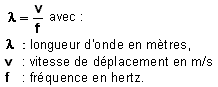 λ = v/f avec :
λ : longueur d'onde en mètres,
v : vitesse de déplacement en m/s
f : fréquence en hertz.